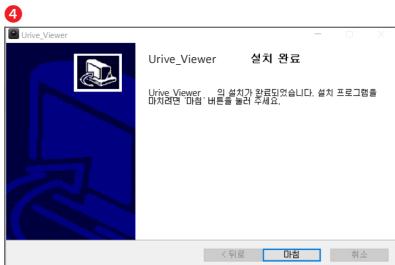 4
Urive_Viewer
Urive_Viewer 설치 완료
Urive_Viewer 의 설치가 완료되었습니다. 설치 프로그램을
마치려면 '마침' 버튼을 눌러 주세요.
< 뒤로 마침 취소